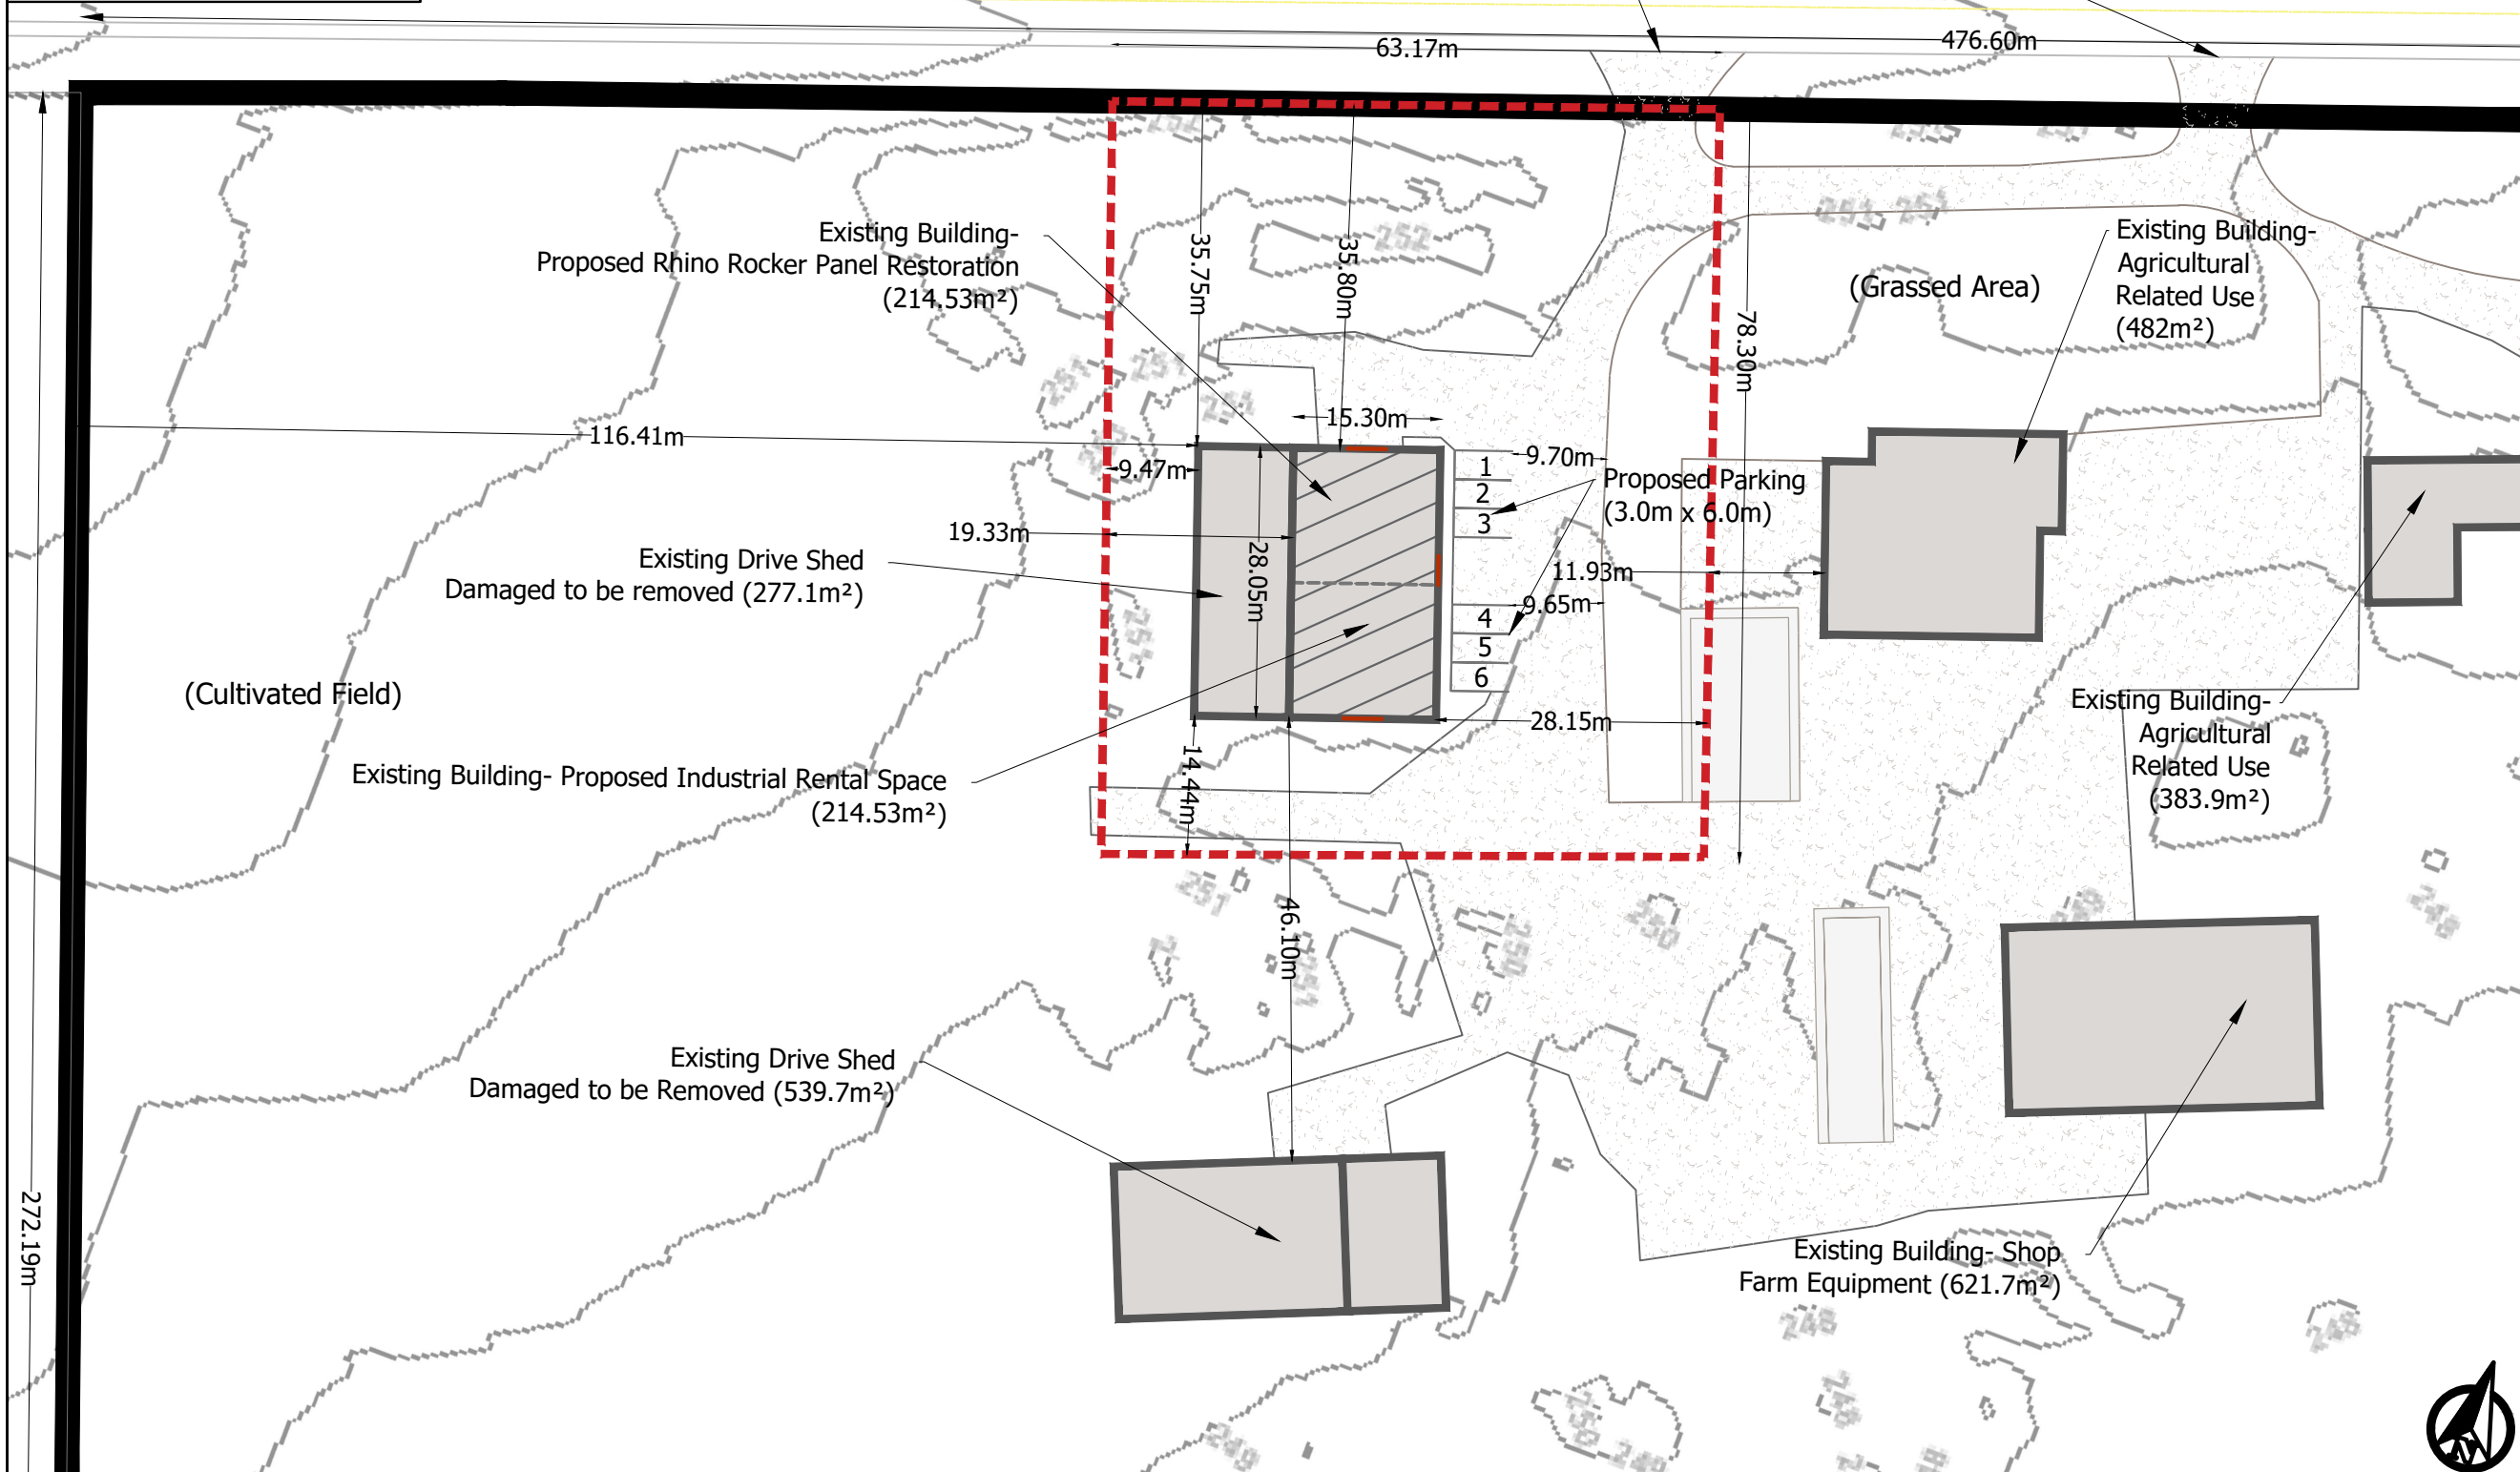 63.17m
476.60m
Existing Building-
Proposed Rhino Rocker Panel Restoration
(214.53m²)
35.75m
35.80m
252
251
(Grassed Area)
Existing Building-
Agricultural
Related Use
(482m²)
78.30m
116.41m
15.30m
9.47m
9.70m
1
2
3
Proposed Parking
(3.0m x 6.0m)
19.33m
28.05m
Existing Drive Shed
Damaged to be removed (277.1m²)
11.93m
9.65m
4
5
6
(Cultivated Field)
28.15m
Existing Building-
Agricultural
Related Use
(383.9m²)
Existing Building- Proposed Industrial Rental Space
(214.53m²)
14.44m
251
46.10m
Existing Drive Shed
Damaged to be Removed (539.7m²)
272.19m
Existing Building- Shop
Farm Equipment (621.7m²)
N